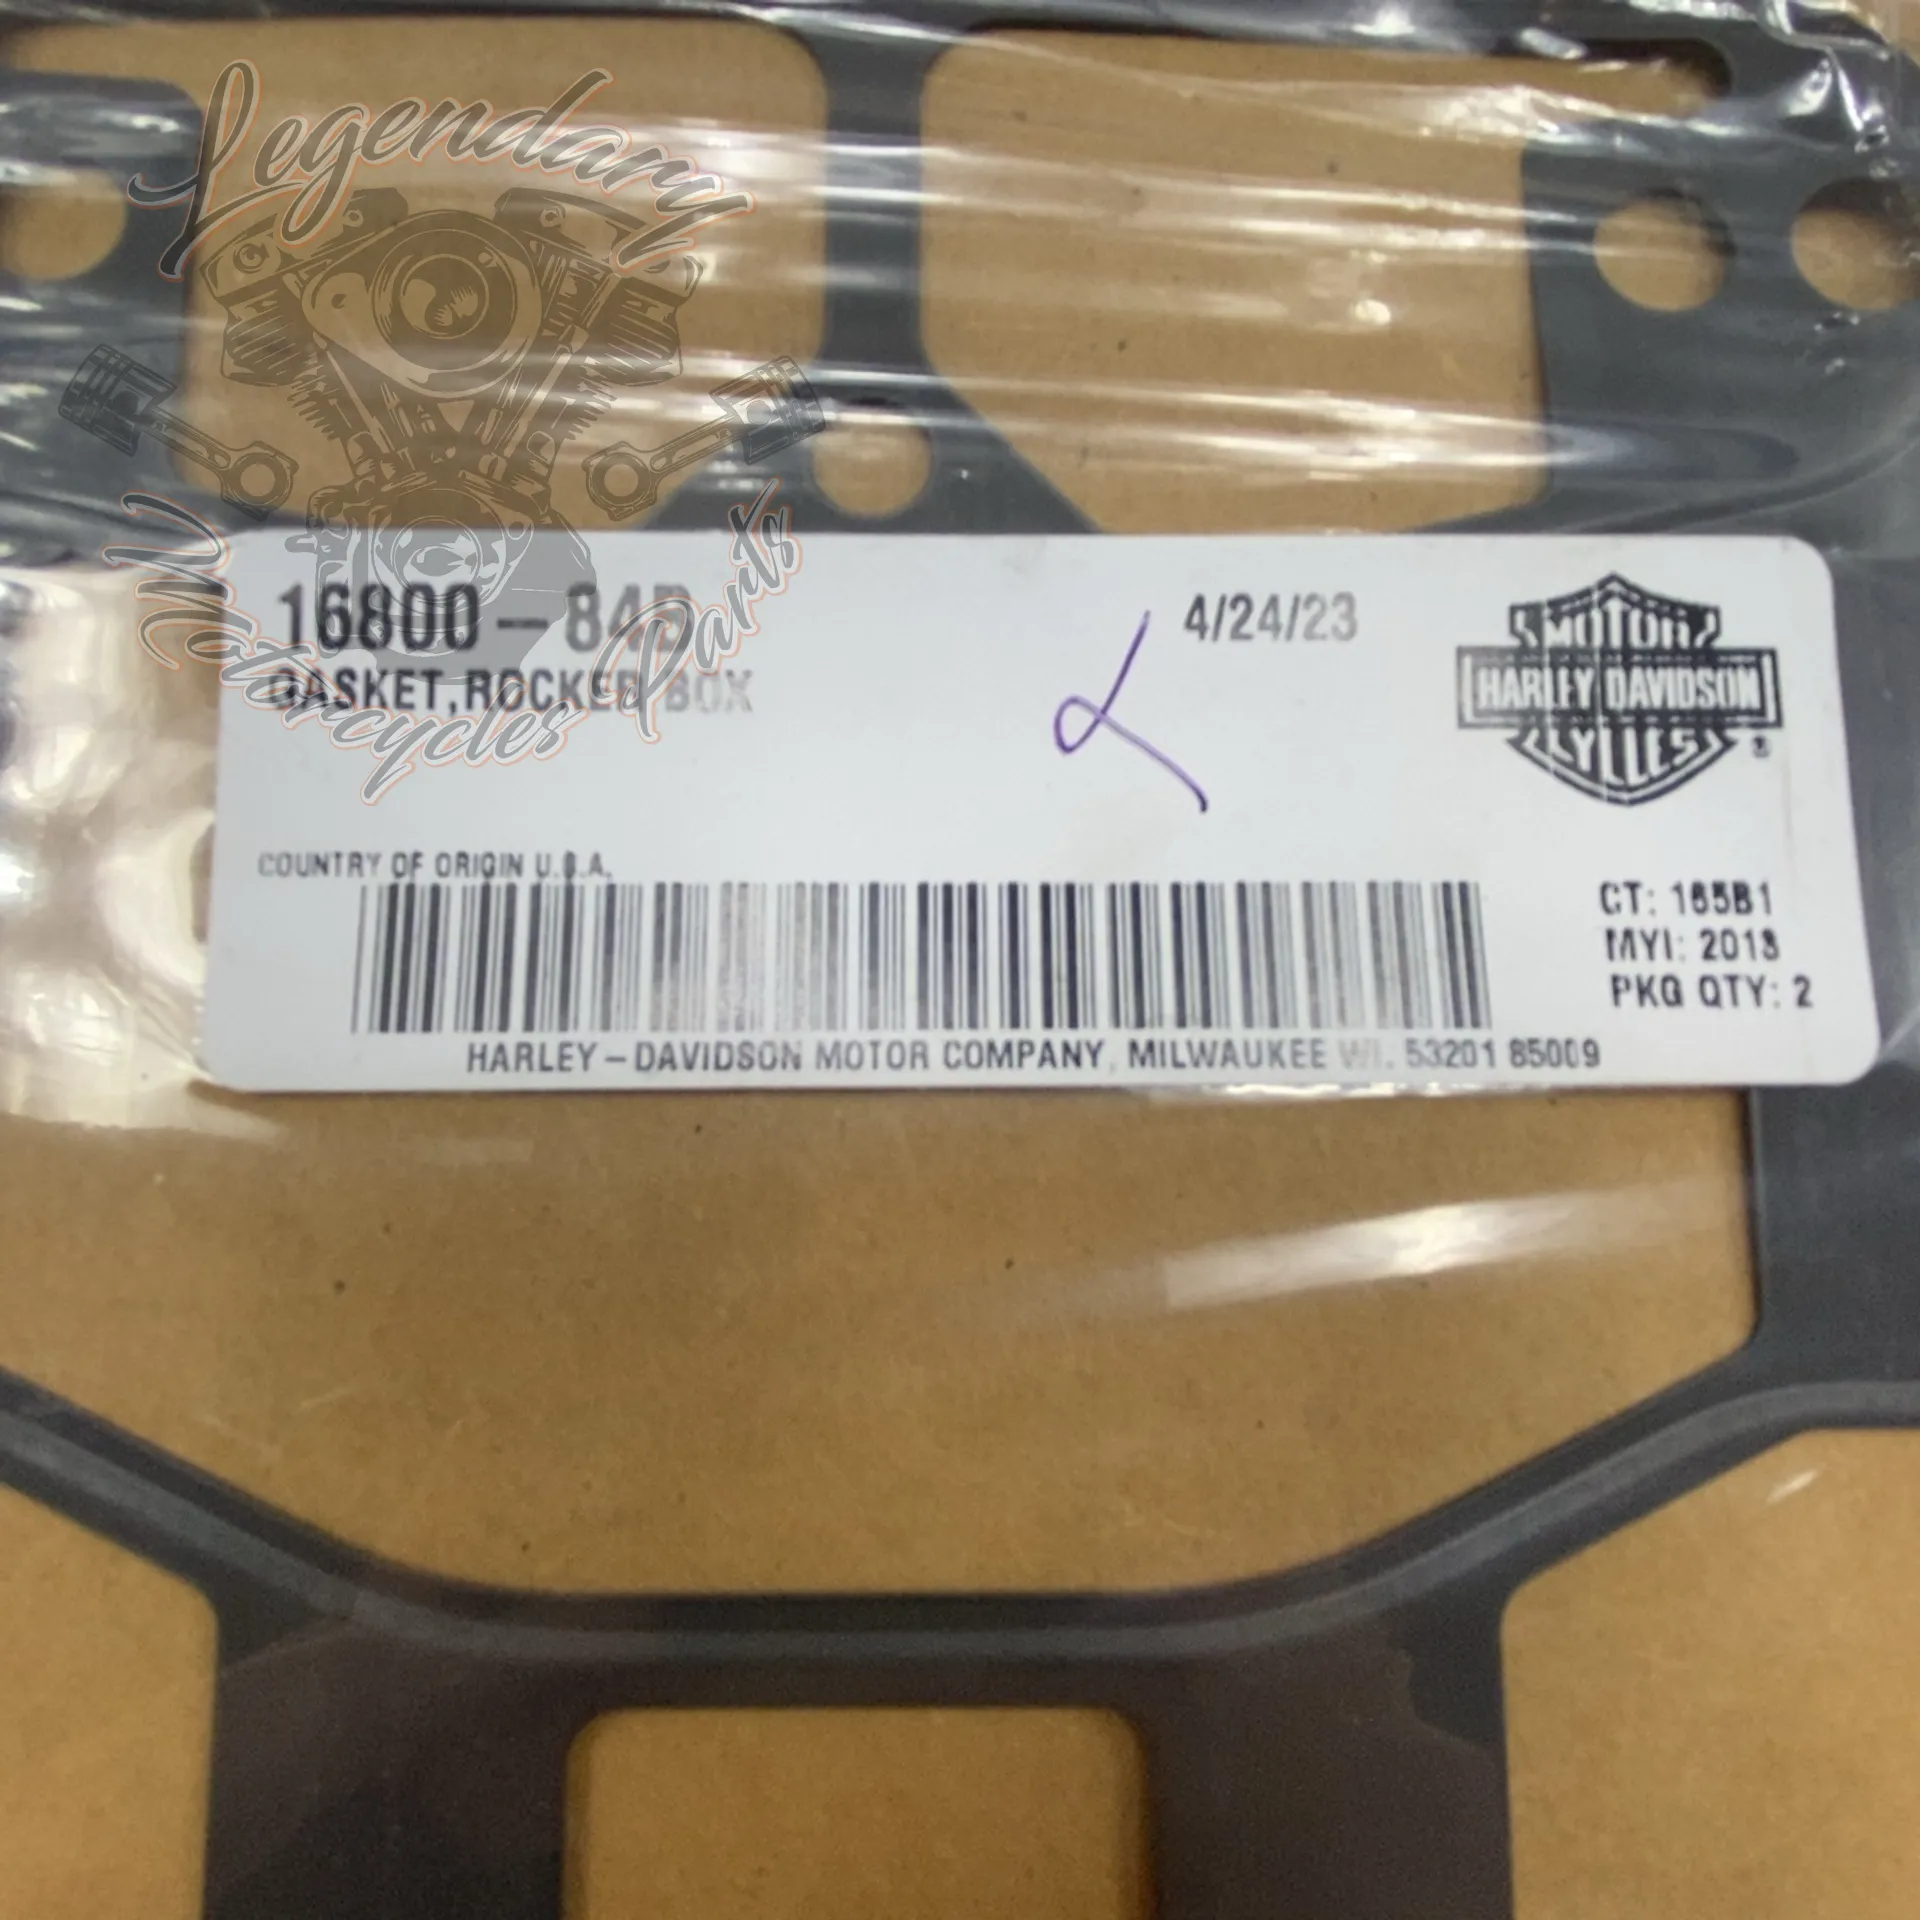 Legendary
Motorcycles Parts
16800-84D
4/24/23
GASKET,ROCKER BOX
MOTOR
HARLEY-DAVIDSON
CYCLES
®
COUNTRY OF ORIGIN U.S.A.
CT: 165B1
MYI: 2013
PKG QTY: 2
HARLEY-DAVIDSON MOTOR COMPANY, MILWAUKEE WI. 53201 85009